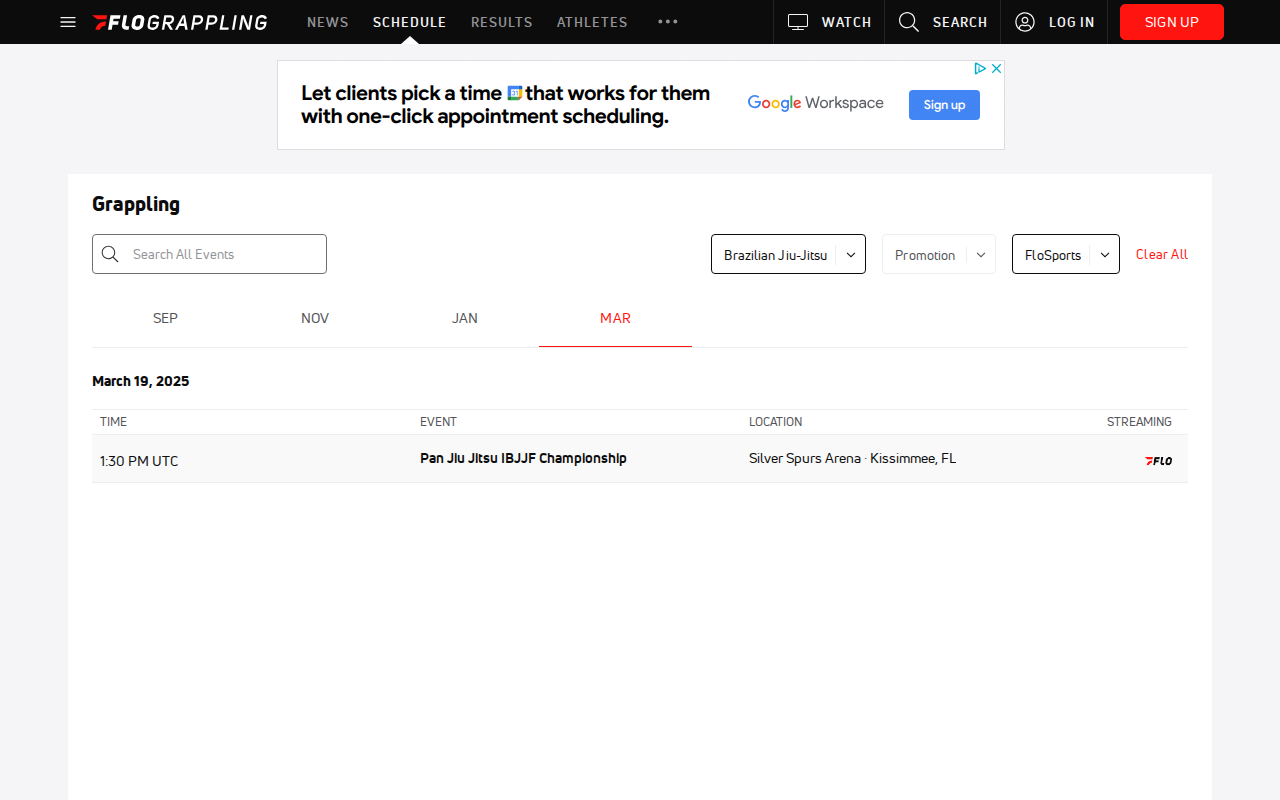 FLOGRAPPLING NEWS SCHEDULE RESULTS ATHLETES WATCH SEARCH LOG IN SIGN UP
Let clients pick a time 31 that works for them
with one-click appointment scheduling.
Google Workspace
Sign up
Grappling
Search All Events
Brazilian Jiu-Jitsu
Promotion
FloSports
Clear All
SEP NOV JAN MAR
March 19, 2025
TIME EVENT LOCATION STREAMING
1:30 PM UTC Pan Jiu Jitsu IBJJF Championship Silver Spurs Arena · Kissimmee, FL FLO